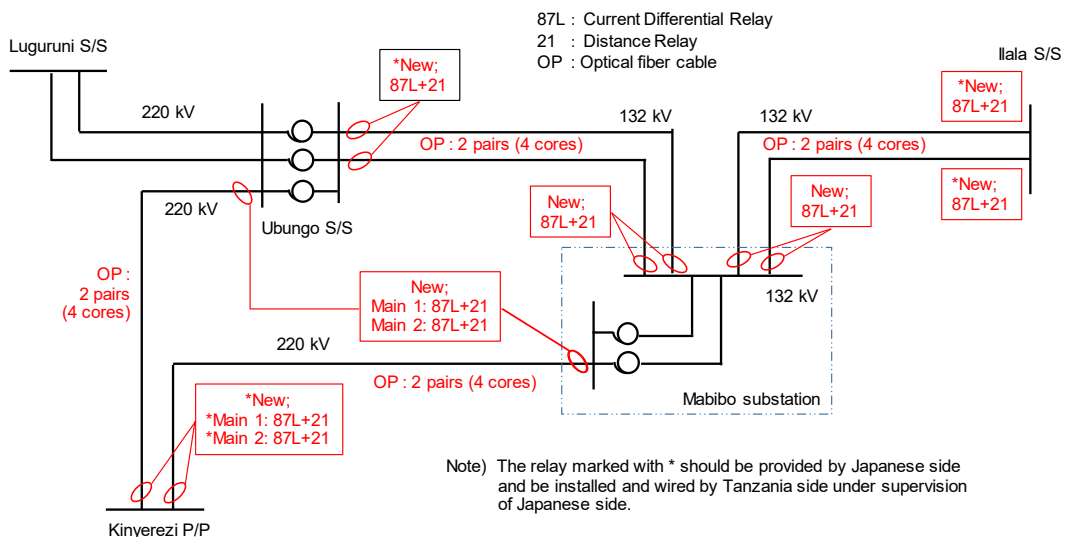 87L : Current Differential Relay
21 : Distance Relay
OP : Optical fiber cable
Luguruni S/S
Ilala S/S
*New;
87L+21
*New;
87L+21
220 kV
132 kV
132 kV
OP : 2 pairs (4 cores)
OP : 2 pairs (4 cores)
220 kV
Ubungo S/S
New;
87L+21
New;
87L+21
*New;
87L+21
OP :
2 pairs
(4 cores)
New;
Main 1: 87L+21
Main 2: 87L+21
132 kV
220 kV
OP : 2 pairs (4 cores)
Mabibo substation
*New;
*Main 1: 87L+21
*Main 2: 87L+21
Note) The relay marked with * should be provided by Japanese side
and be installed and wired by Tanzania side under supervision
of Japanese side.
Kinyerezi P/P